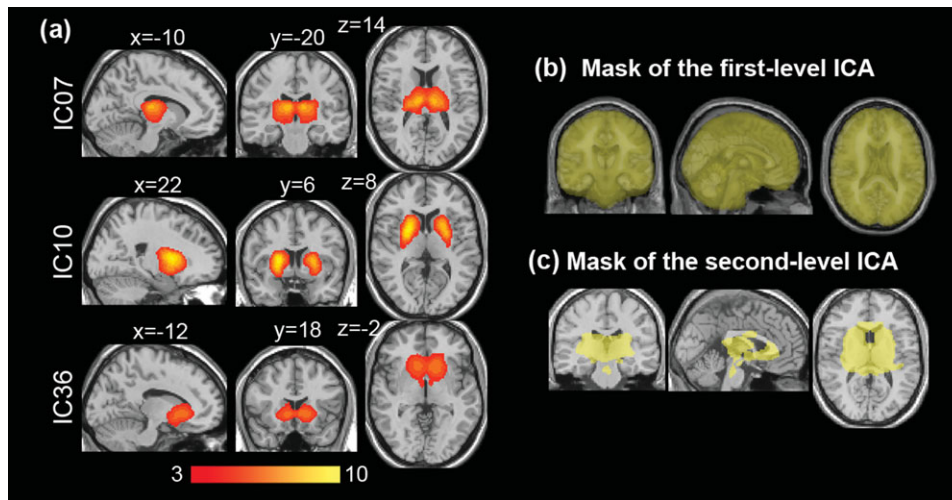 (a)
x=-10 y=-20 z=14
IC07
x=22 y=6 z=8
IC10
x=-12 y=18 z=-2
IC36
3 10
(b) Mask of the first-level ICA
(c) Mask of the second-level ICA